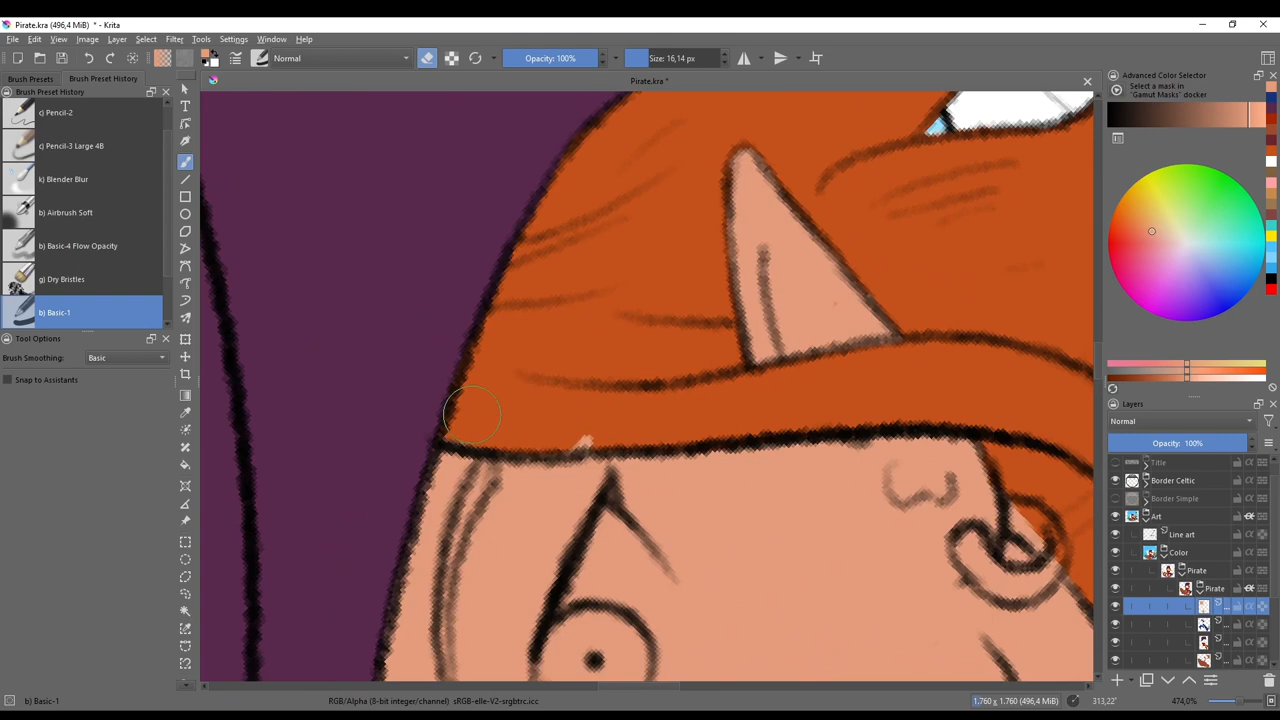 Pirate.kra (496,4 MiB) * - Krita
File Edit View Image Layer Select Filter Tools Settings Window Help
Normal Opacity: 100% Size: 16,14 px
Brush Presets Brush Preset History
Brush Preset History
c) Pencil-2
c) Pencil-3 Large 4B
k) Blender Blur
b) Airbrush Soft
b) Basic-4 Flow Opacity
g) Dry Bristles
b) Basic-1
Tool Options
Brush Smoothing: Basic
Snap to Assistants
Pirate.kra *
Advanced Color Selector
Select a mask in
"Gamut Masks" docker
Layers
Normal
Opacity: 100%
Title
Border Celtic
Border Simple
Art
Line art
Color
Pirate
Pirate
...
...
...
...
b) Basic-1 RGB/Alpha (8-bit integer/channel) sRGB-elle-V2-srgbtrc.icc 1.760 x 1.760 (496,4 MiB) 313,22° 474,0%